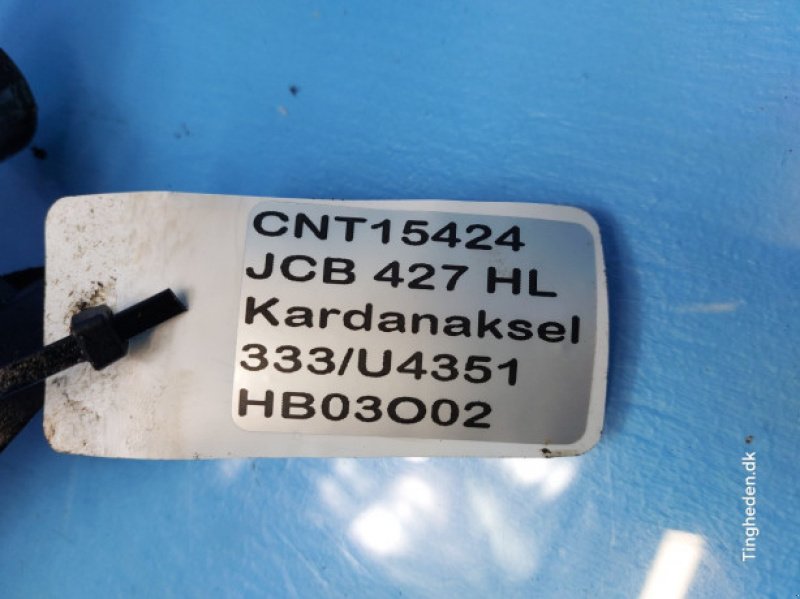 CNT15424
JCB 427 HL
Kardanaksel
333/U4351
HB03O02
Tingheden.dk